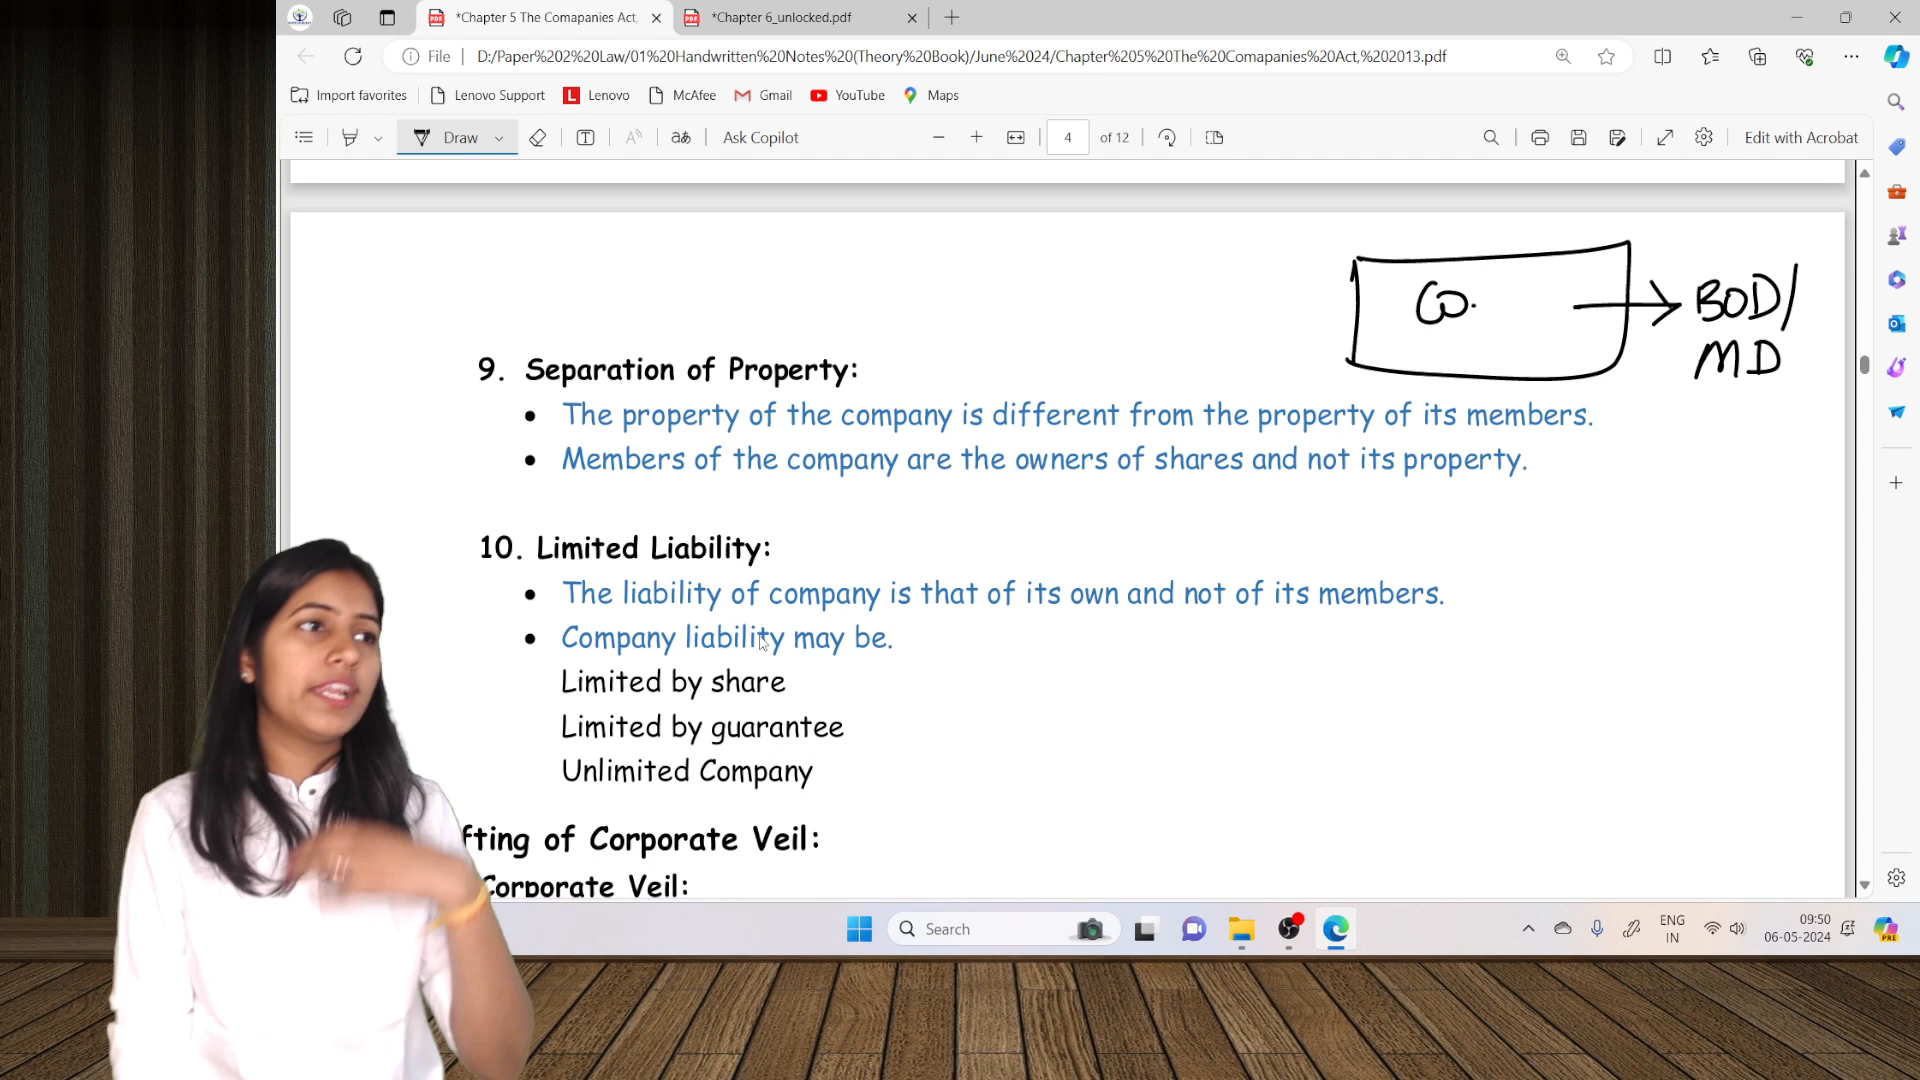 *Chapter 5 The Comapanies Act,
*Chapter 6_unlocked.pdf
File
D:/Paper%202%20Law/01%20Handwritten%20Notes%20(Theory%20Book)/June%2024/Chapter%205%20The%20Comapanies%20Act,%202013.pdf
Import favorites
Lenovo Support
L Lenovo
McAfee
Gmail
YouTube
Maps
Draw
Ask Copilot
4 of 12
Edit with Acrobat
Co.
BOD/
MD
9. Separation of Property:
• The property of the company is different from the property of its members.
• Members of the company are the owners of shares and not its property.
10. Limited Liability:
• The liability of company is that of its own and not of its members.
• Company liability may be.
Limited by share
Limited by guarantee
Unlimited Company
fting of Corporate Veil:
Corporate Veil:
Search
ENG
IN
09:50
06-05-2024
PRE